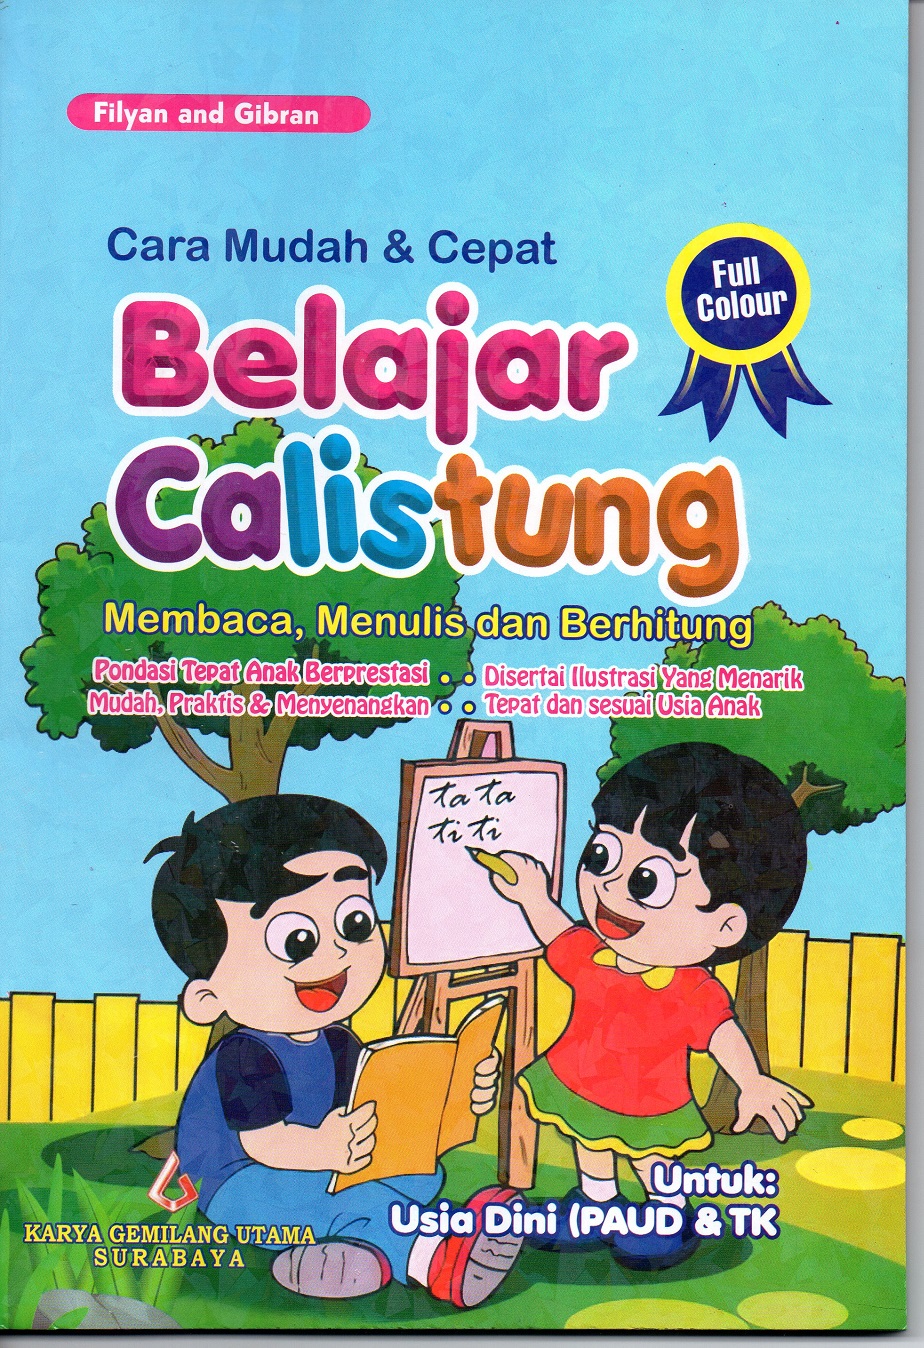 Filyan and Gibran
Cara Mudah & Cepat
Full
Colour
Belajar
Calistung
Membaca, Menulis dan Berhitung
Pondasi Tepat Anak Berprestasi • • Disertai Ilustrasi Yang Menarik
Mudah, Praktis & Menyenangkan • • Tepat dan sesuai Usia Anak
ta ta
ti ti
Untuk:
Usia Dini (PAUD & TK
KARYA GEMILANG UTAMA
SURABAYA